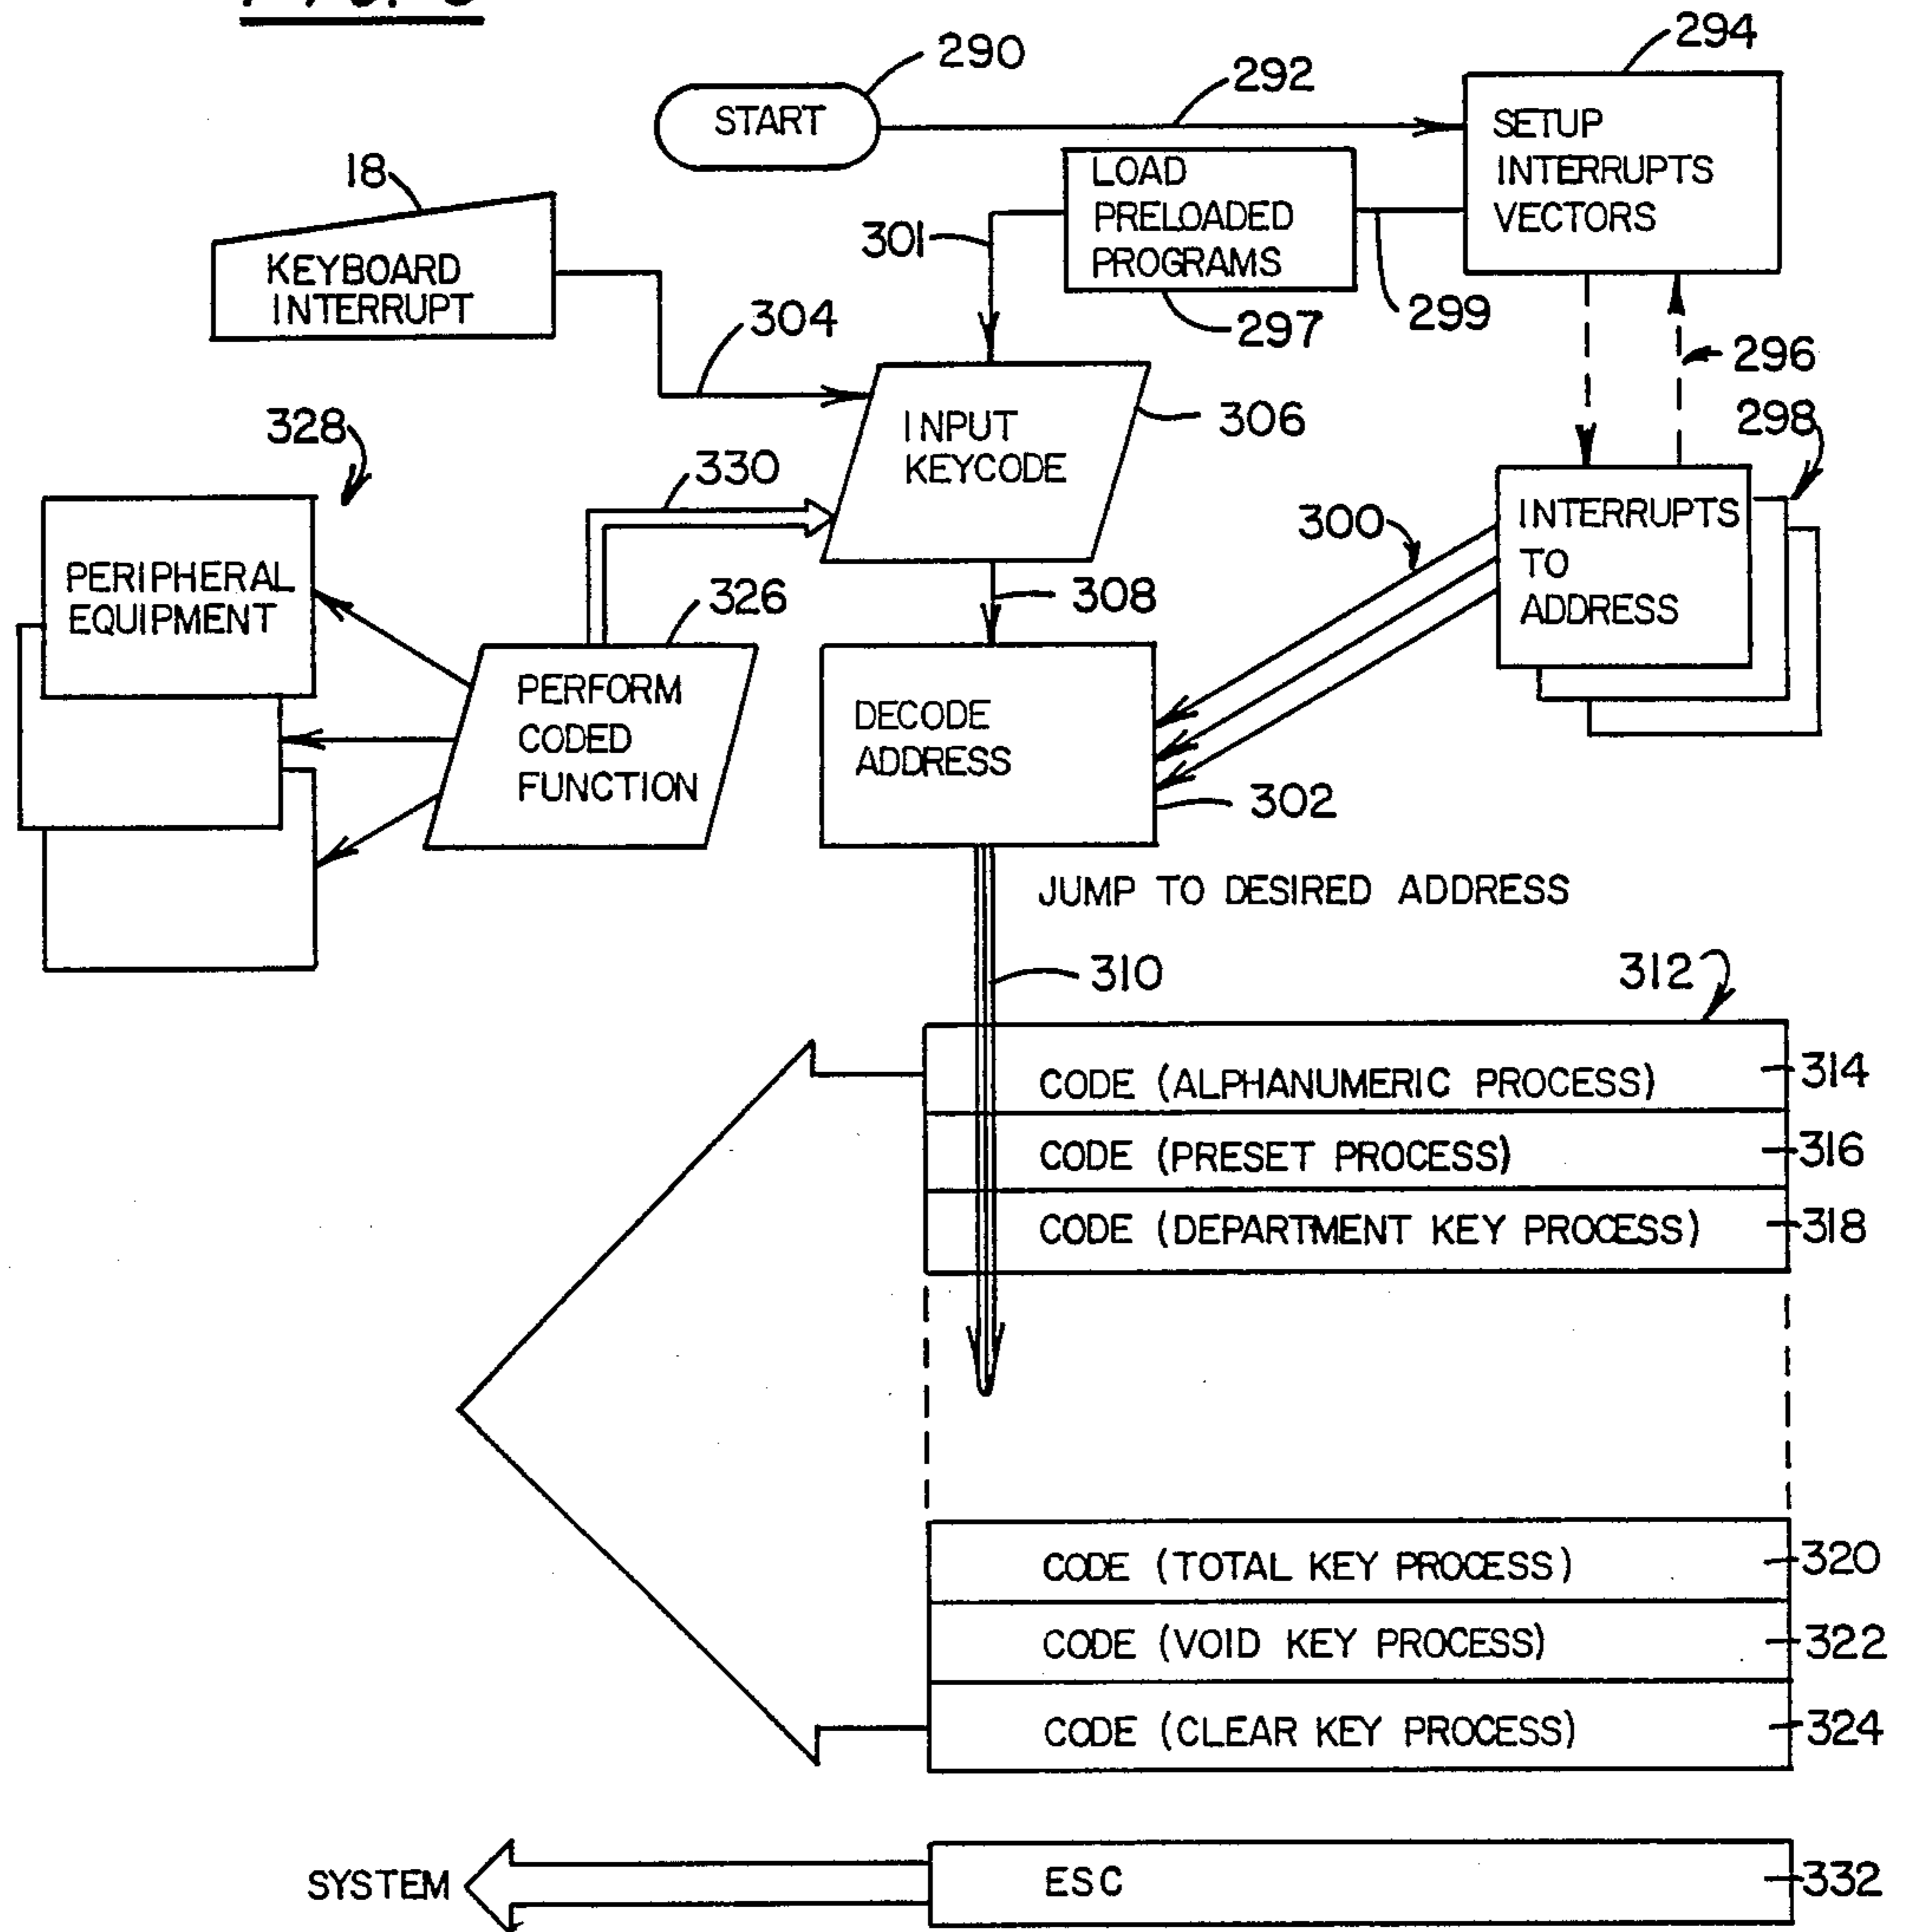 290
292
294
START
SETUP
INTERRUPTS
VECTORS
18
LOAD
PRELOADED
PROGRAMS
301
KEYBOARD
INTERRUPT
297
299
304
296
298
306
INPUT
KEYCODE
328
330
300
INTERRUPTS
TO
ADDRESS
PERIPHERAL
EQUIPMENT
326
308
PERFORM
CODED
FUNCTION
DECODE
ADDRESS
302
JUMP TO DESIRED ADDRESS
310
312
CODE (ALPHANUMERIC PROCESS)
314
CODE (PRESET PROCESS)
316
CODE (DEPARTMENT KEY PROCESS)
318
CODE (TOTAL KEY PROCESS)
320
CODE (VOID KEY PROCESS)
322
CODE (CLEAR KEY PROCESS)
324
SYSTEM
ESC
332